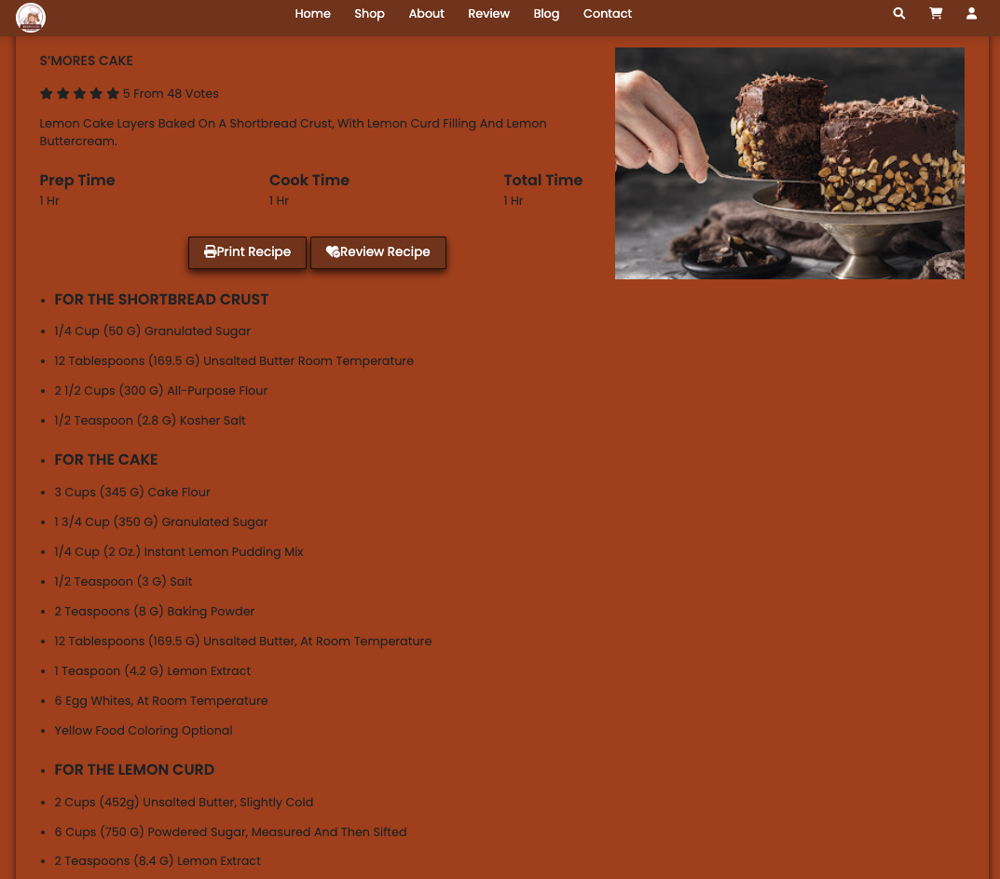 Home Shop About Review Blog Contact
S'MORES CAKE
5 From 48 Votes
Lemon Cake Layers Baked On A Shortbread Crust, With Lemon Curd Filling And Lemon
Buttercream.
Prep Time Cook Time Total Time
1 Hr 1 Hr 1 Hr
Print Recipe Review Recipe
• FOR THE SHORTBREAD CRUST
• 1/4 Cup (50 G) Granulated Sugar
• 12 Tablespoons (169.5 G) Unsalted Butter Room Temperature
• 2 1/2 Cups (300 G) All-Purpose Flour
• 1/2 Teaspoon (2.8 G) Kosher Salt
• FOR THE CAKE
• 3 Cups (345 G) Cake Flour
• 1 3/4 Cup (350 G) Granulated Sugar
• 1/4 Cup (2 Oz.) Instant Lemon Pudding Mix
• 1/2 Teaspoon (3 G) Salt
• 2 Teaspoons (8 G) Baking Powder
• 12 Tablespoons (169.5 G) Unsalted Butter, At Room Temperature
• 1 Teaspoon (4.2 G) Lemon Extract
• 6 Egg Whites, At Room Temperature
• Yellow Food Coloring Optional
• FOR THE LEMON CURD
• 2 Cups (452g) Unsalted Butter, Slightly Cold
• 6 Cups (750 G) Powdered Sugar, Measured And Then Sifted
• 2 Teaspoons (8.4 G) Lemon Extract